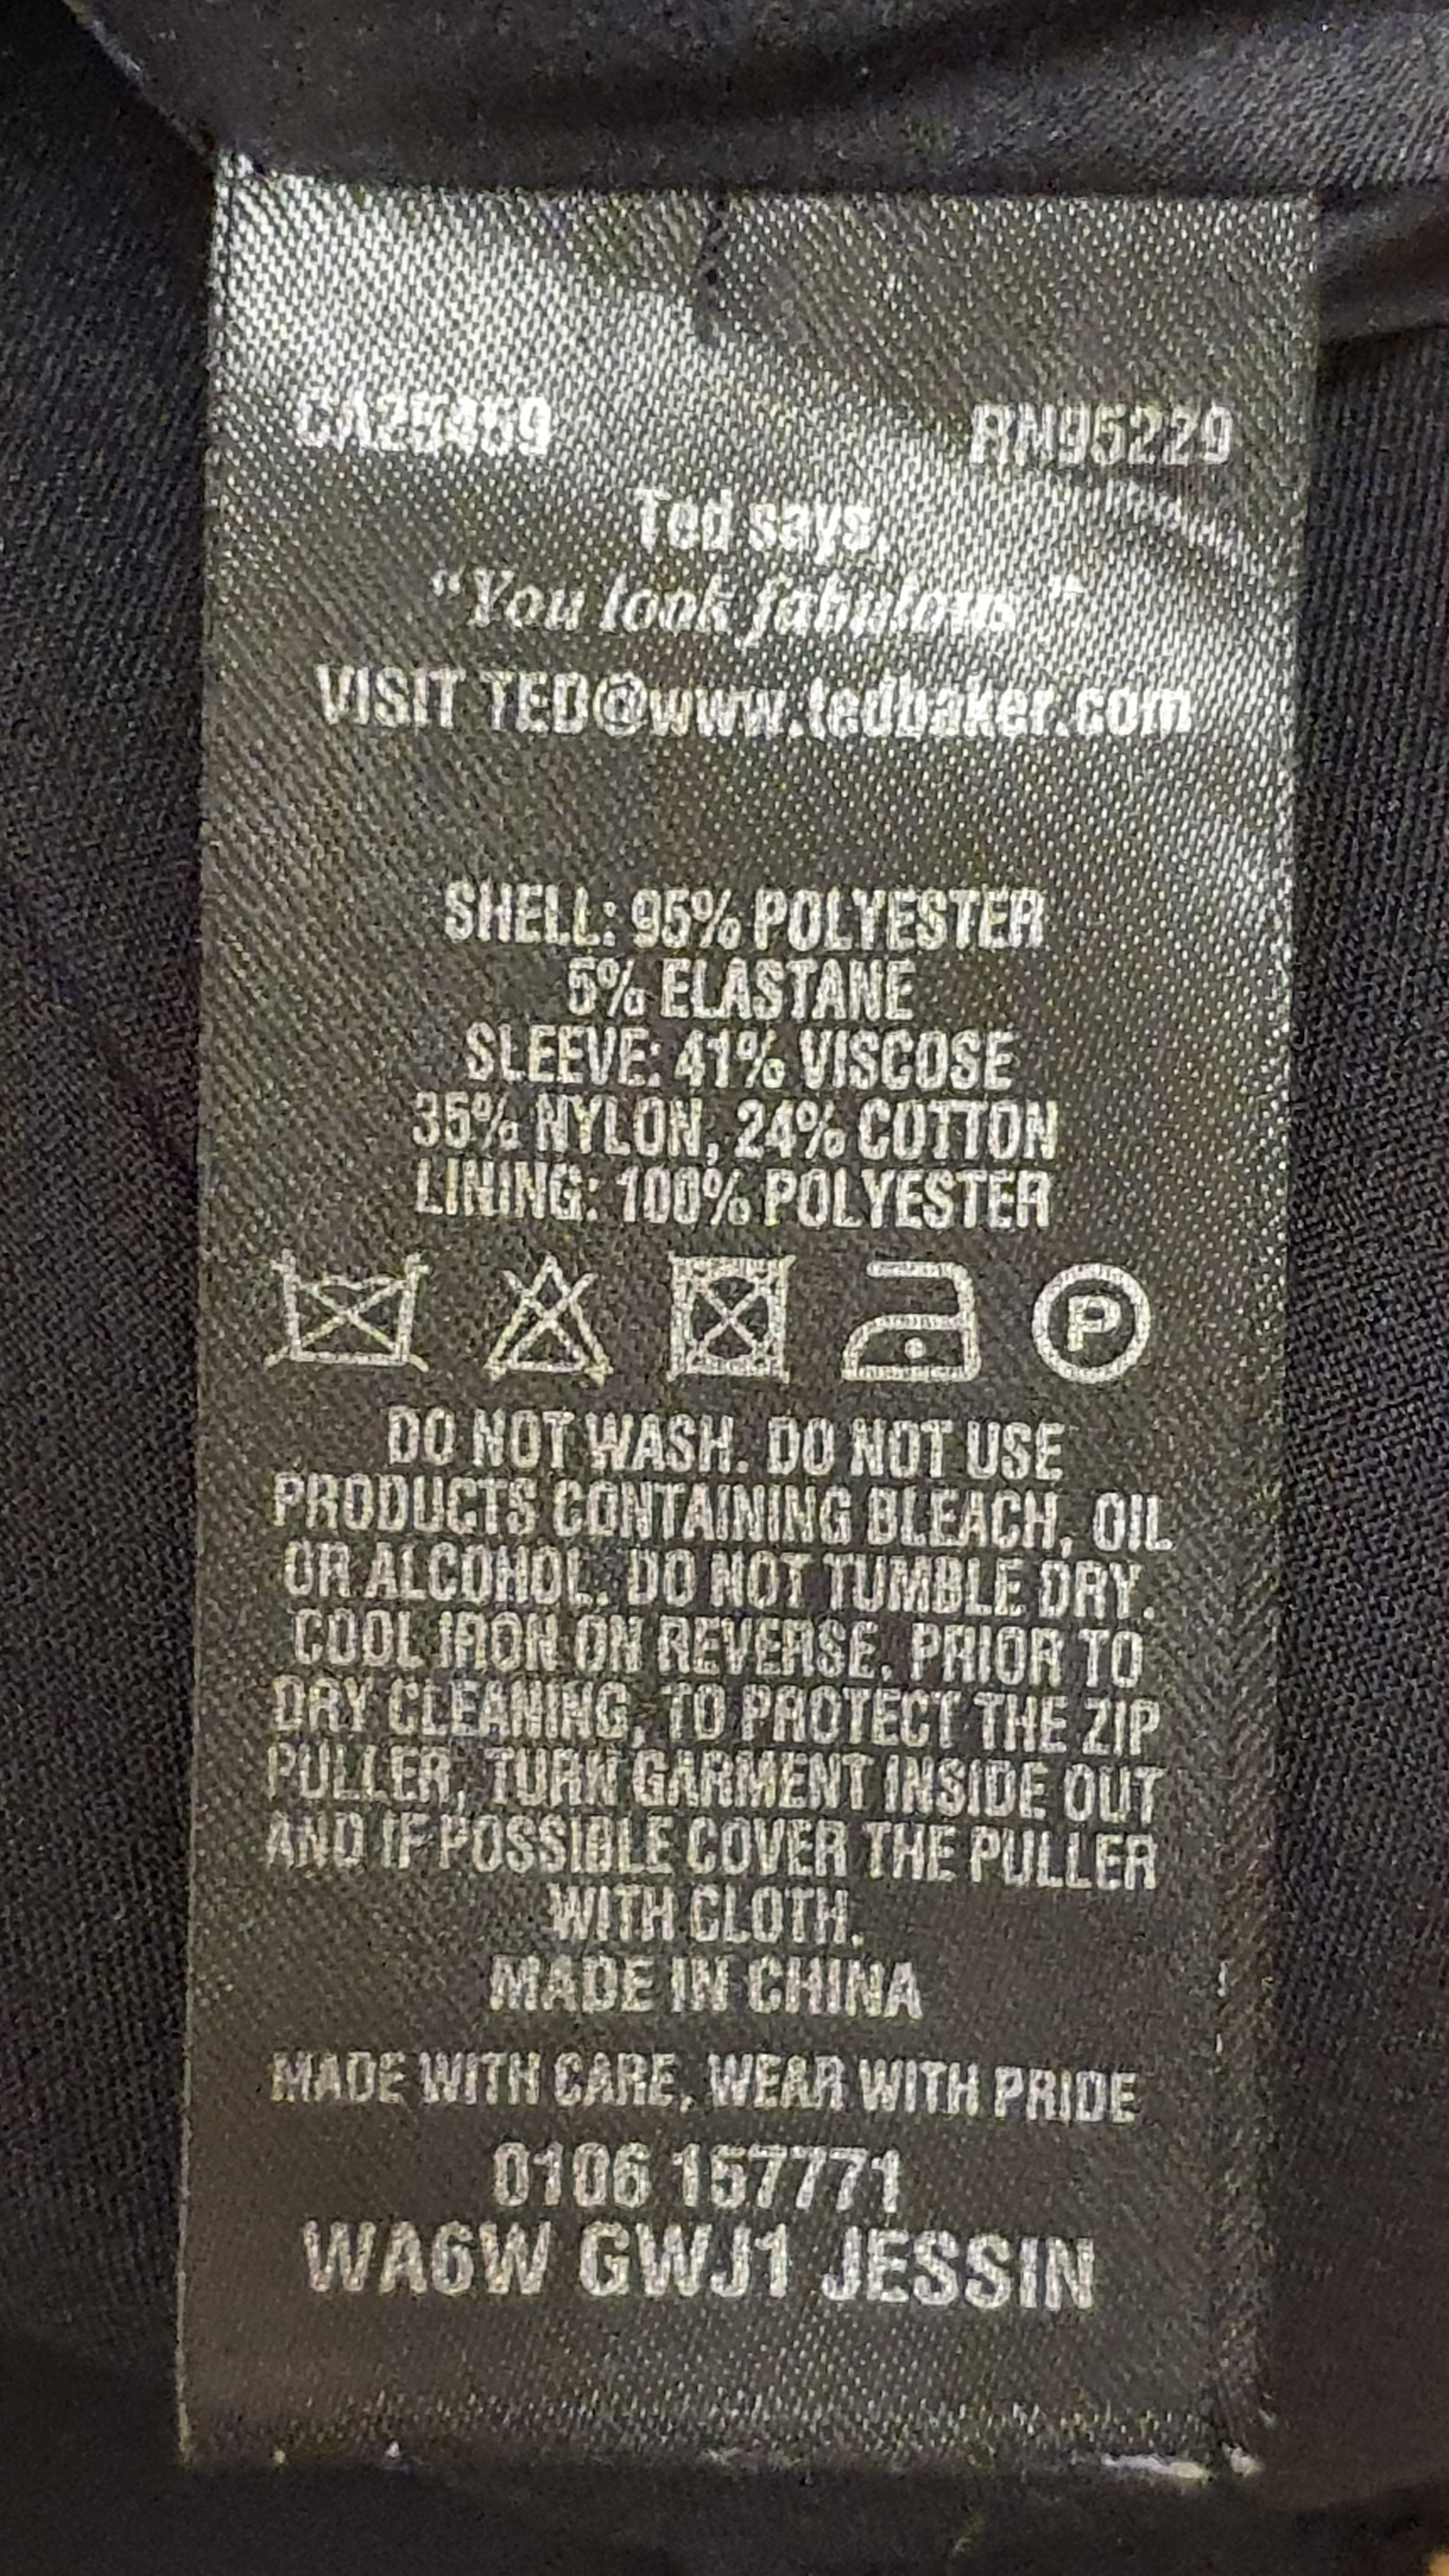 CA25469 RN95229
Ted says,
“You look fabulous”
VISIT TED@www.tedbaker.com
SHELL: 95% POLYESTER
5% ELASTANE
SLEEVE: 41% VISCOSE
35% NYLON, 24% COTTON
LINING: 100% POLYESTER
P
DO NOT WASH. DO NOT USE
PRODUCTS CONTAINING BLEACH, OIL
OR ALCOHOL. DO NOT TUMBLE DRY.
COOL IRON ON REVERSE. PRIOR TO
DRY CLEANING, TO PROTECT THE ZIP
PULLER, TURN GARMENT INSIDE OUT
AND IF POSSIBLE COVER THE PULLER
WITH CLOTH.
MADE IN CHINA
MADE WITH CARE, WEAR WITH PRIDE
0106 157771
WA6W GWJ1 JESSIN